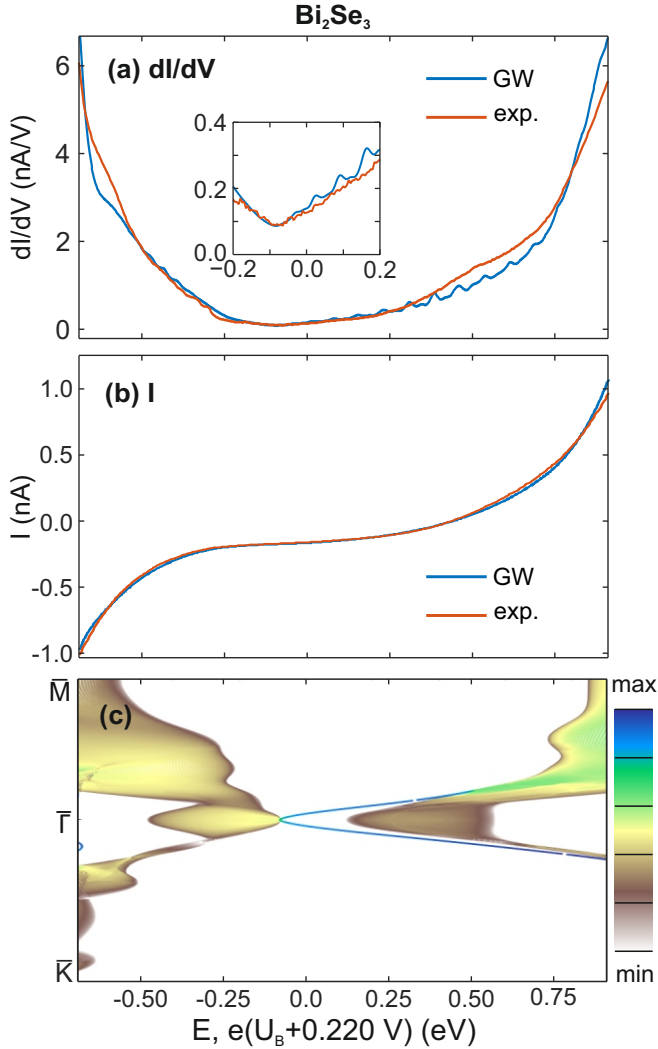 Bi₂Se₃
(a) dI/dV
GW
exp.
dI/dV (nA/V)
6
4
2
0
0.4
0.2
0.0
−0.2
0.0
0.2
(b) I
I (nA)
1.0
0.5
0.0
-0.5
-1.0
GW
exp.
(c)
M̅
Γ̅
K̅
max
min
-0.50
-0.25
0.0
0.25
0.50
0.75
E, e(U_B+0.220 V) (eV)